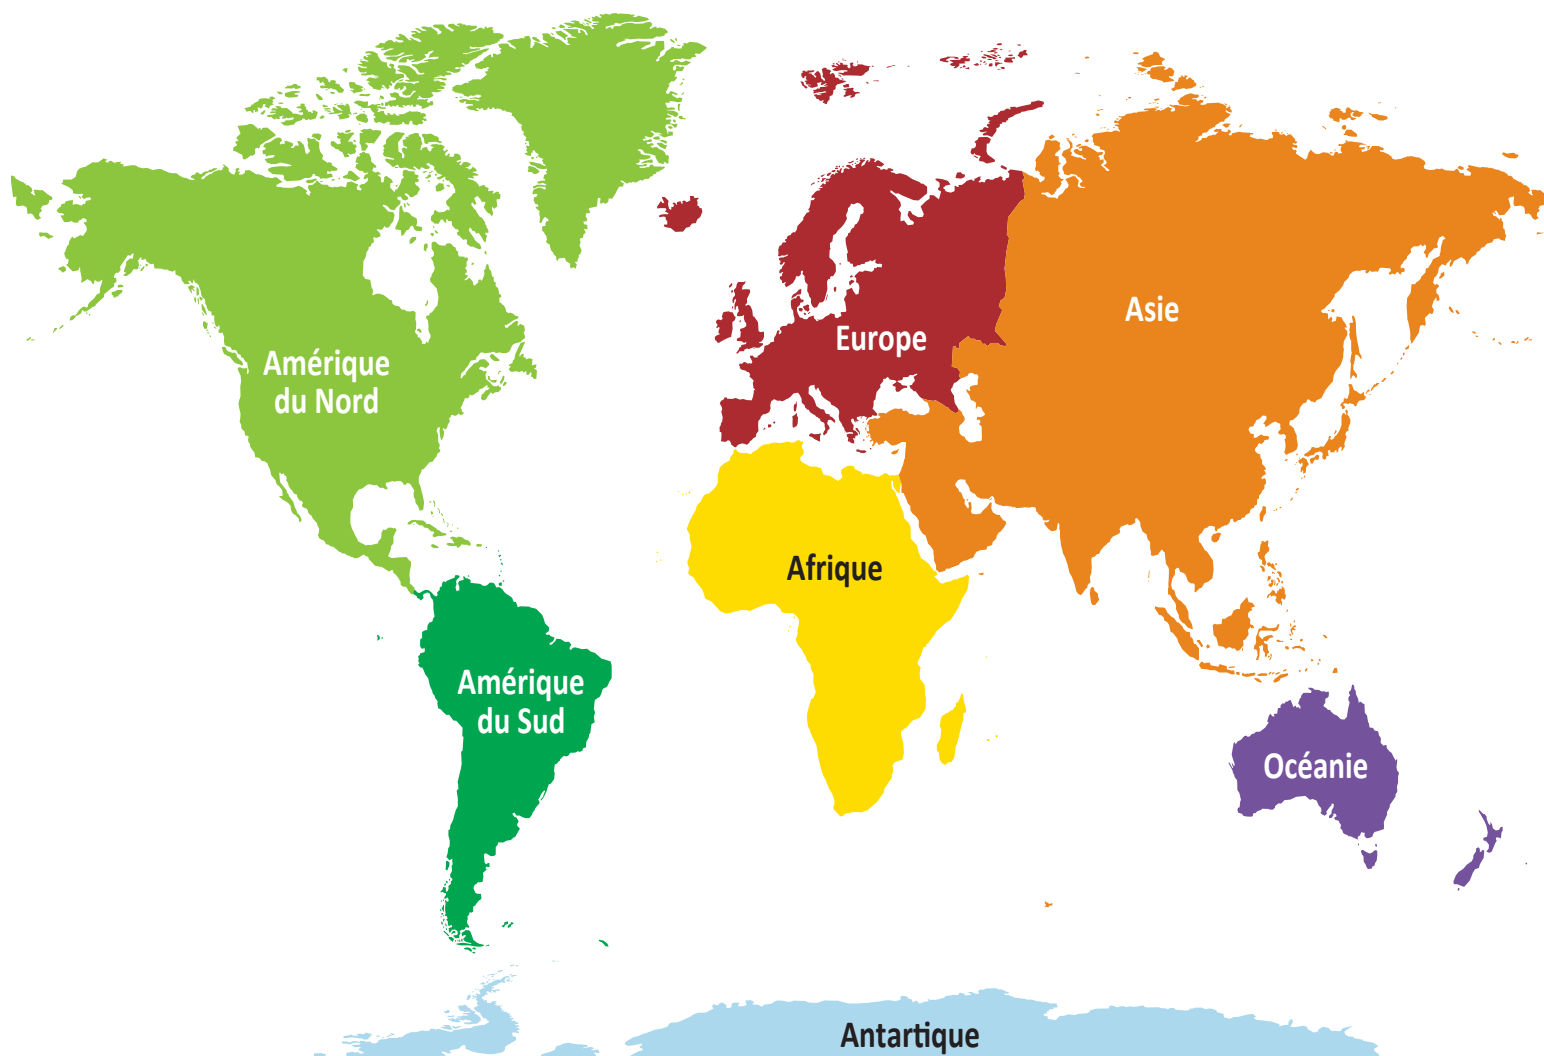 Amérique
du Nord
Europe
Asie
Afrique
Amérique
du Sud
Océanie
Antartique